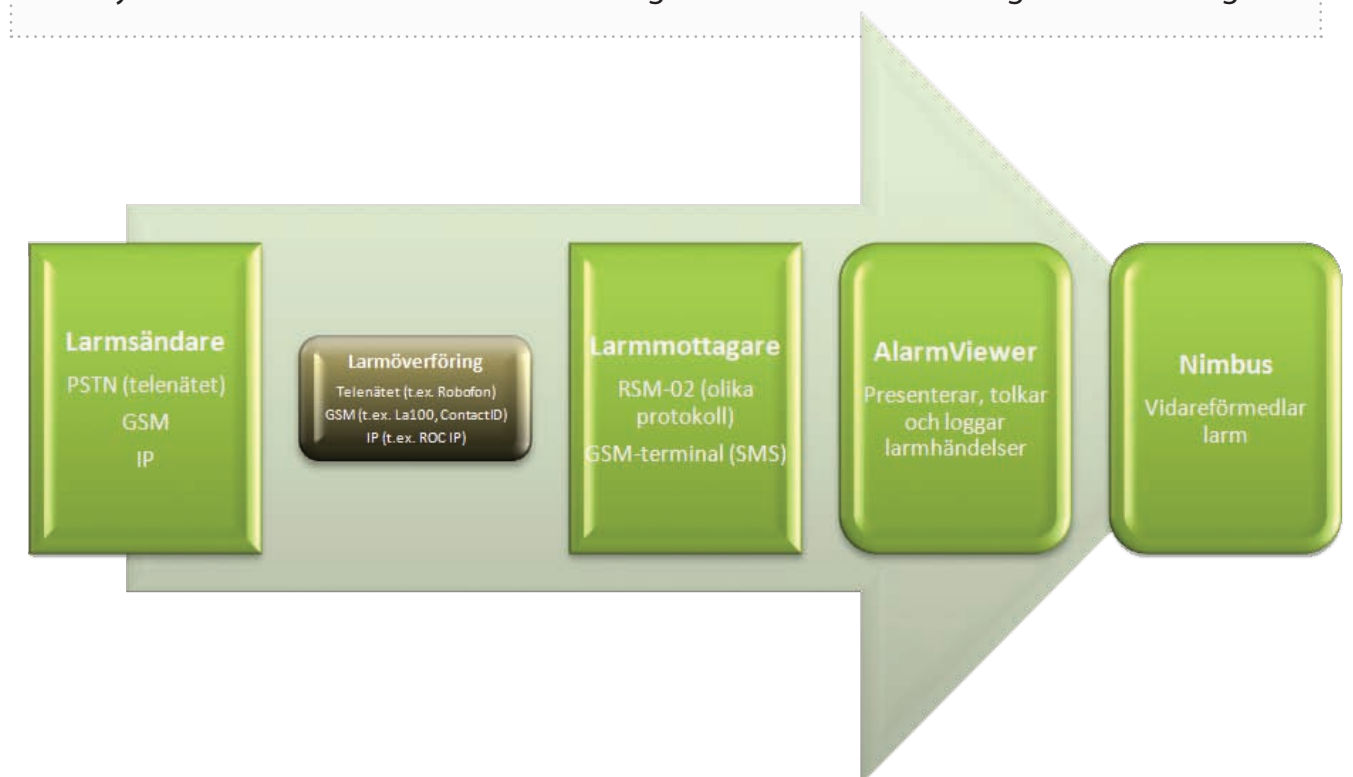 Larmsändare
PSTN (telenätet)
GSM
IP
Larmöverföring
Telenätet (t.ex. Robofon)
GSM (t.ex. La100, ContactID)
IP (t.ex. ROC IP)
Larmmottagare
RSM-02 (olika
protokoll)
GSM-terminal (SMS)
AlarmViewer
Presenterar, tolkar
och loggar
larmhändelser
Nimbus
Vidareförmedlar
larm